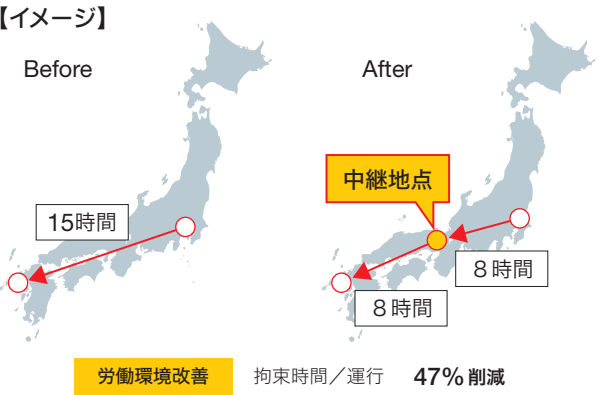 【イメージ】
Before
After
中継地点
15時間
8時間
8時間
労働環境改善 拘束時間／運行 47%削減